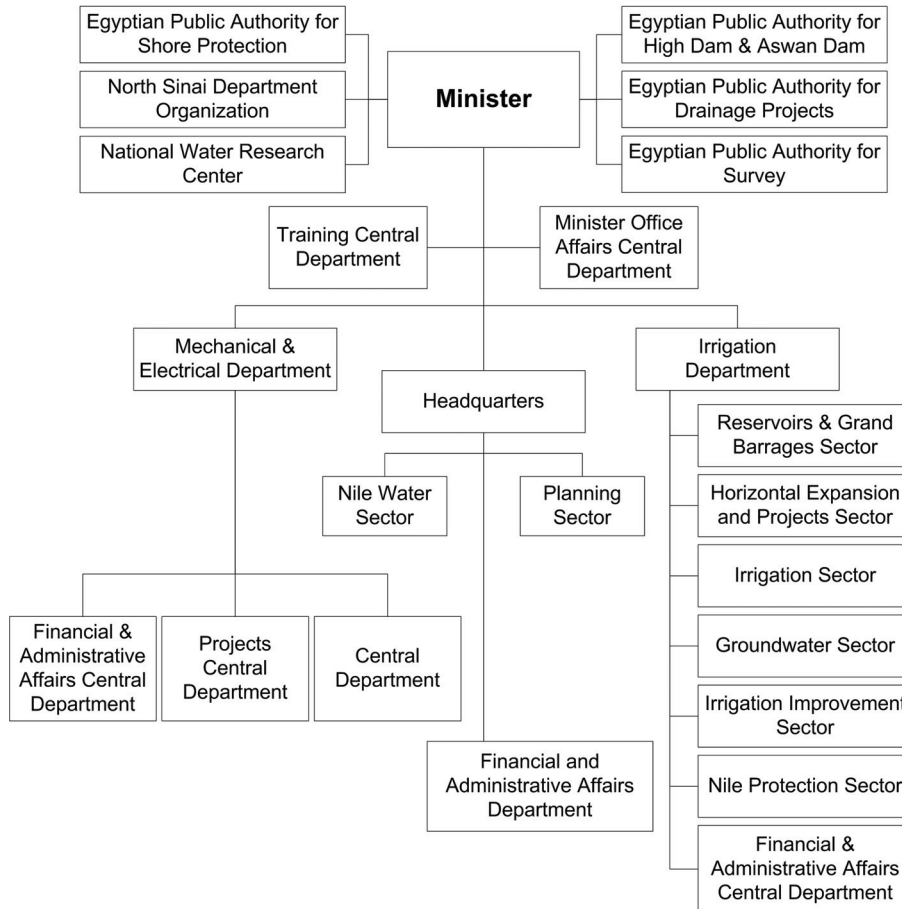 Egyptian Public Authority for
Shore Protection
North Sinai Department
Organization
National Water Research
Center
Minister
Egyptian Public Authority for
High Dam & Aswan Dam
Egyptian Public Authority for
Drainage Projects
Egyptian Public Authority for
Survey
Training Central
Department
Minister Office
Affairs Central
Department
Mechanical &
Electrical Department
Headquarters
Irrigation
Department
Nile Water
Sector
Planning
Sector
Financial &
Administrative
Affairs Central
Department
Projects
Central
Department
Central
Department
Financial and
Administrative Affairs
Department
Reservoirs & Grand
Barrages Sector
Horizontal Expansion
and Projects Sector
Irrigation Sector
Groundwater Sector
Irrigation Improvement
Sector
Nile Protection Sector
Financial &
Administrative Affairs
Central Department